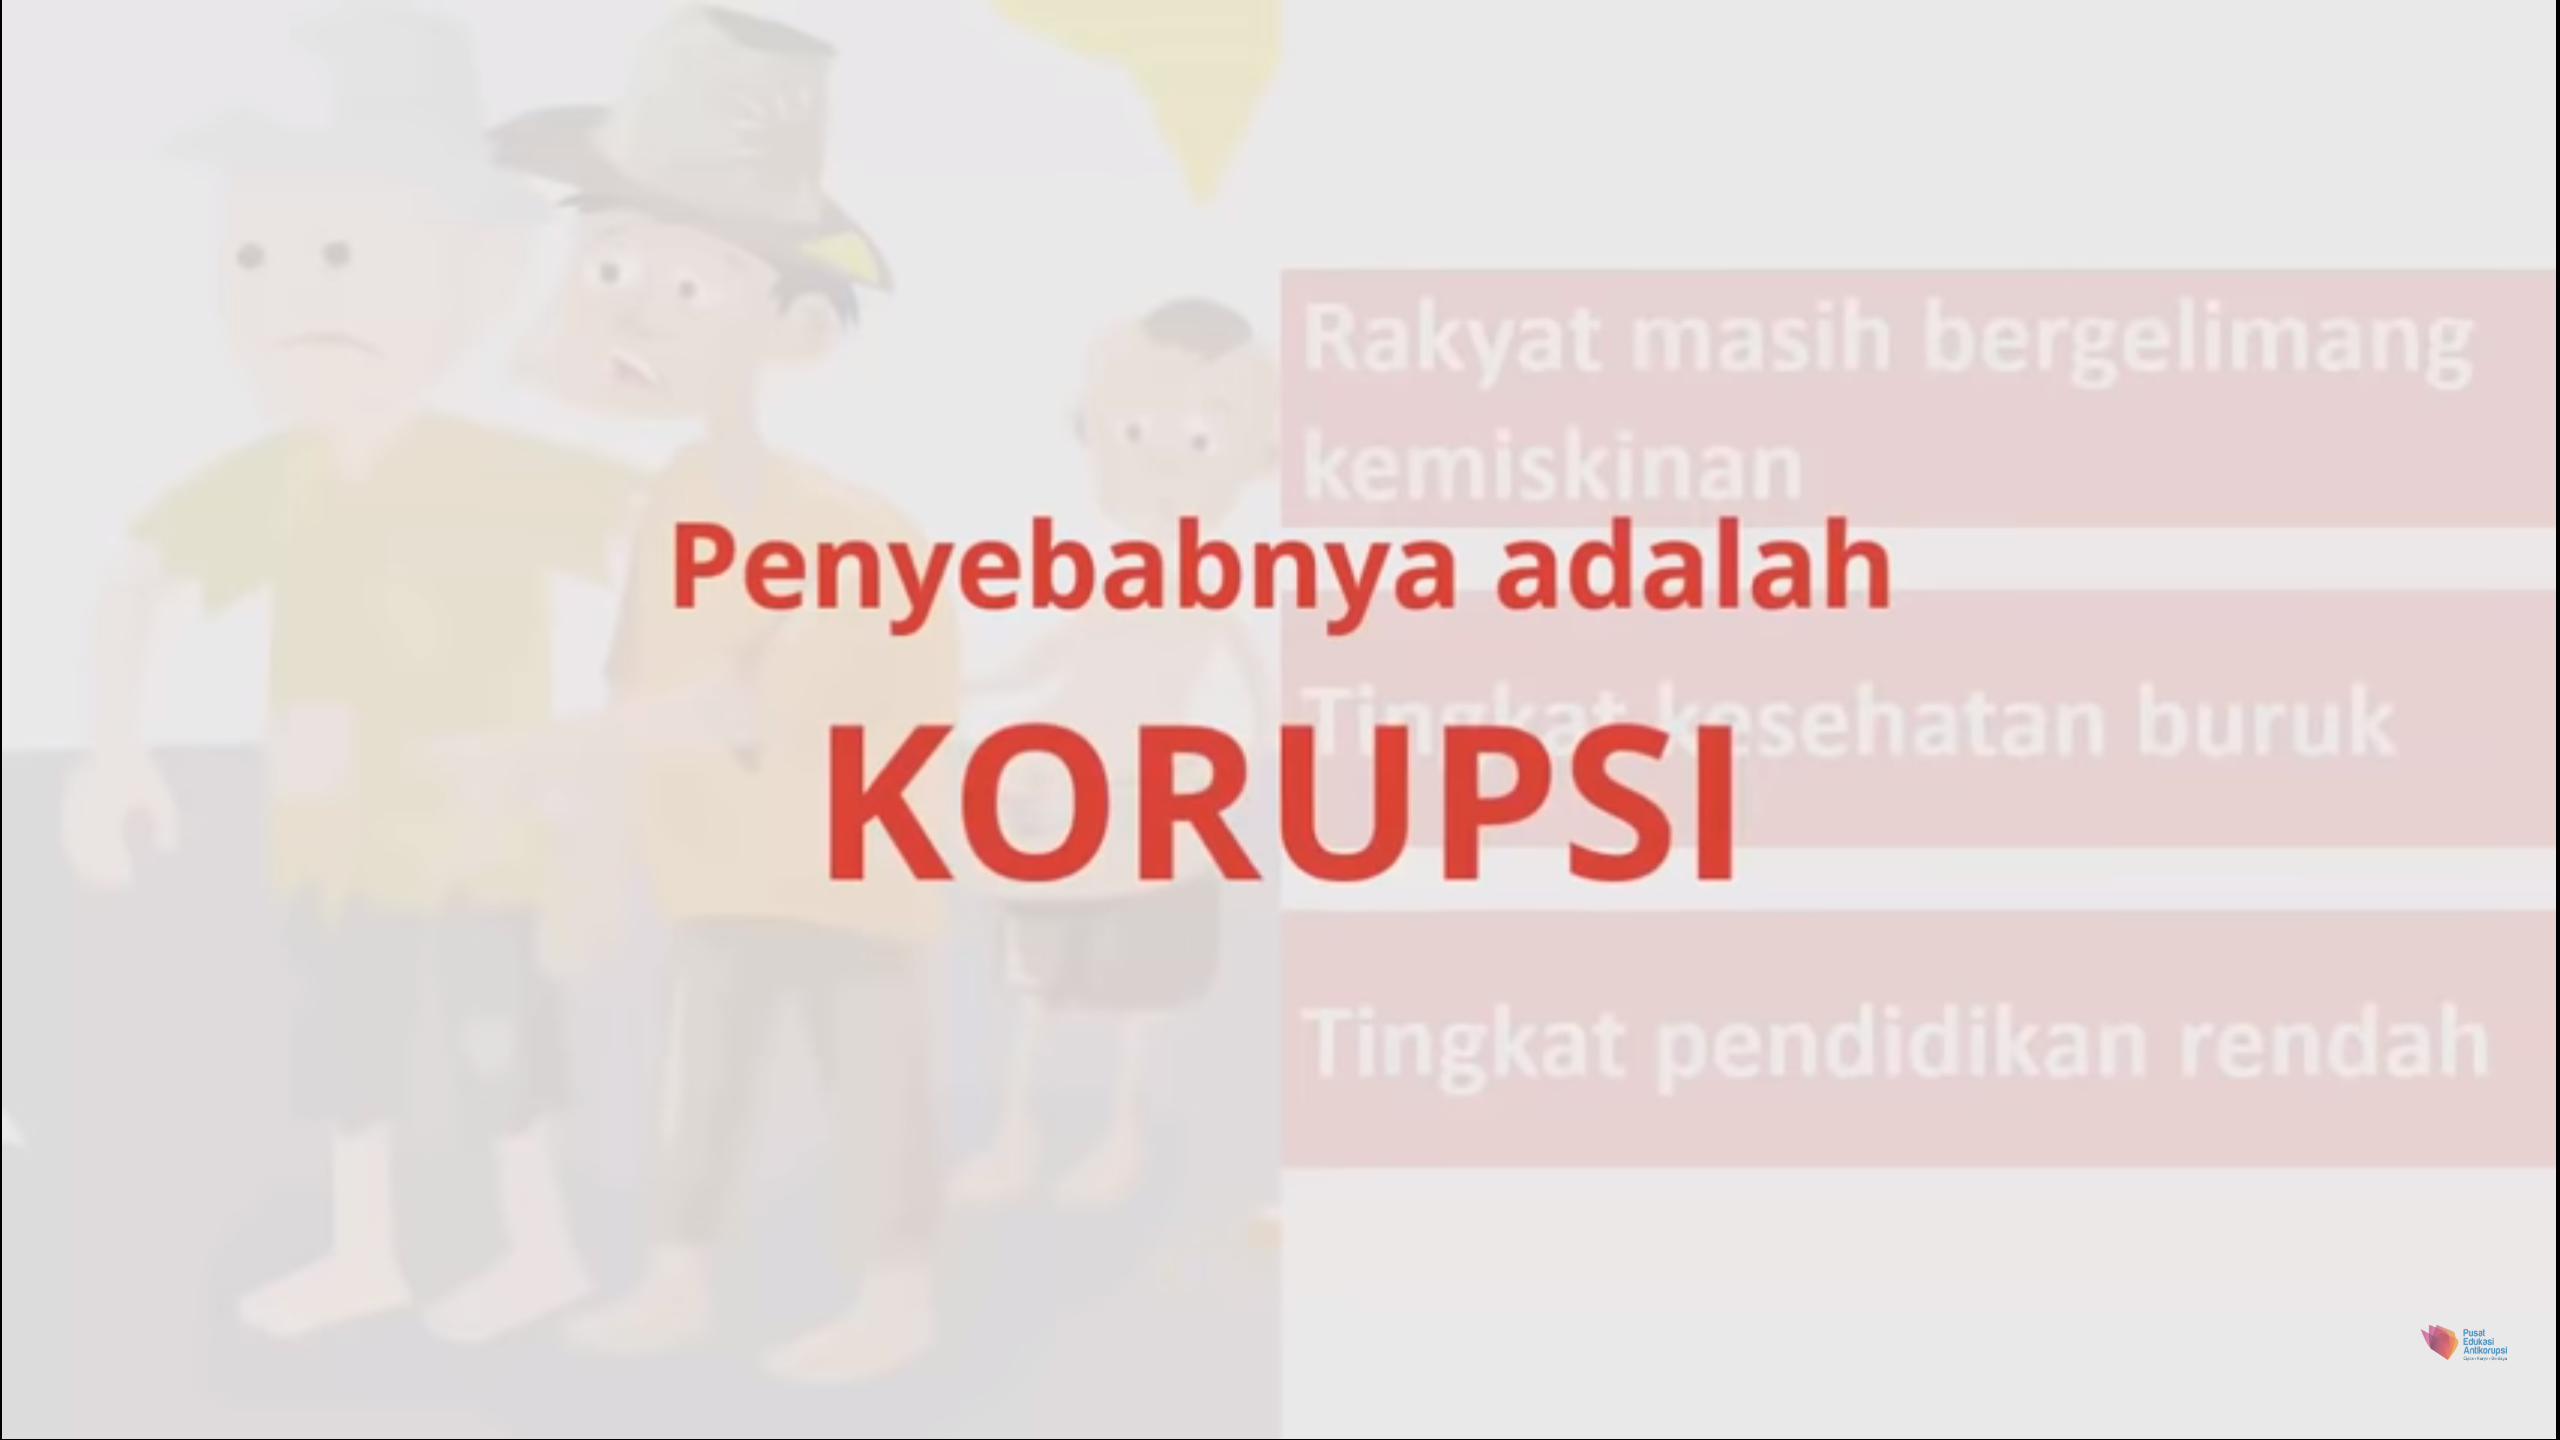 Rakyat masih bergelimang
kemiskinan
Penyebabnya adalah
Tingkat kesehatan buruk
KORUPSI
Tingkat pendidikan rendah
Pusat
Edukasi
Antikorupsi